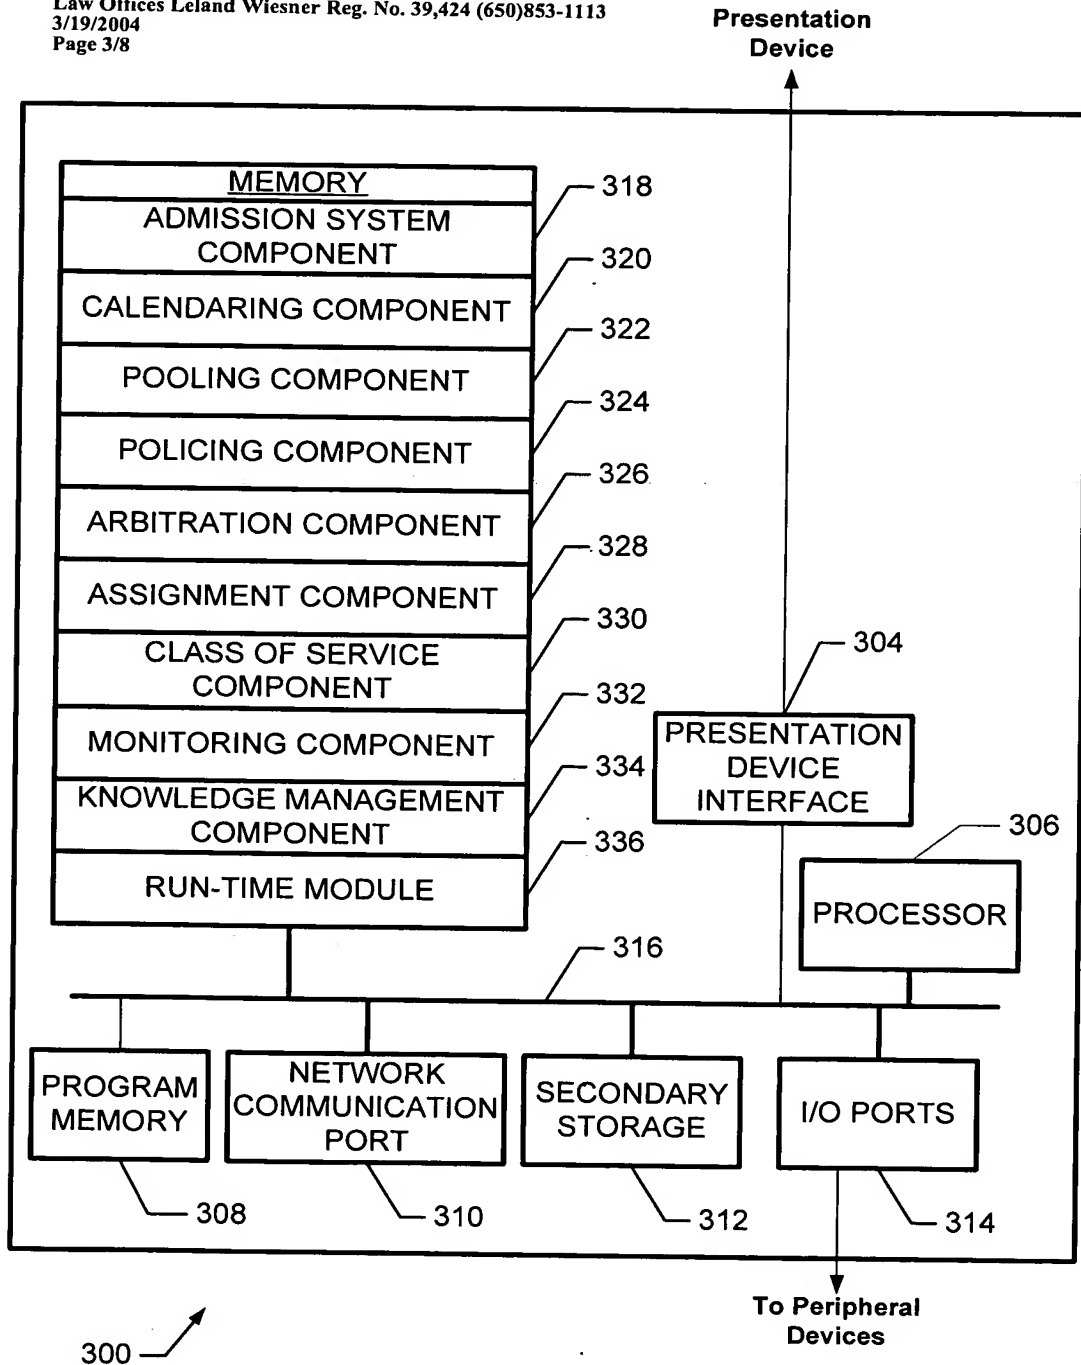 Law Offices Leland Wiesner Reg. No. 39,424 (650)853-1113
3/19/2004
Page 3/8
Presentation
Device
MEMORY
ADMISSION SYSTEM
COMPONENT
318
CALENDARING COMPONENT
320
POOLING COMPONENT
322
POLICING COMPONENT
324
ARBITRATION COMPONENT
326
ASSIGNMENT COMPONENT
328
CLASS OF SERVICE
COMPONENT
330
MONITORING COMPONENT
332
KNOWLEDGE MANAGEMENT
COMPONENT
334
RUN-TIME MODULE
336
304
PRESENTATION
DEVICE
INTERFACE
306
PROCESSOR
316
PROGRAM
MEMORY
NETWORK
COMMUNICATION
PORT
SECONDARY
STORAGE
I/O PORTS
308
310
312
314
To Peripheral
Devices
300